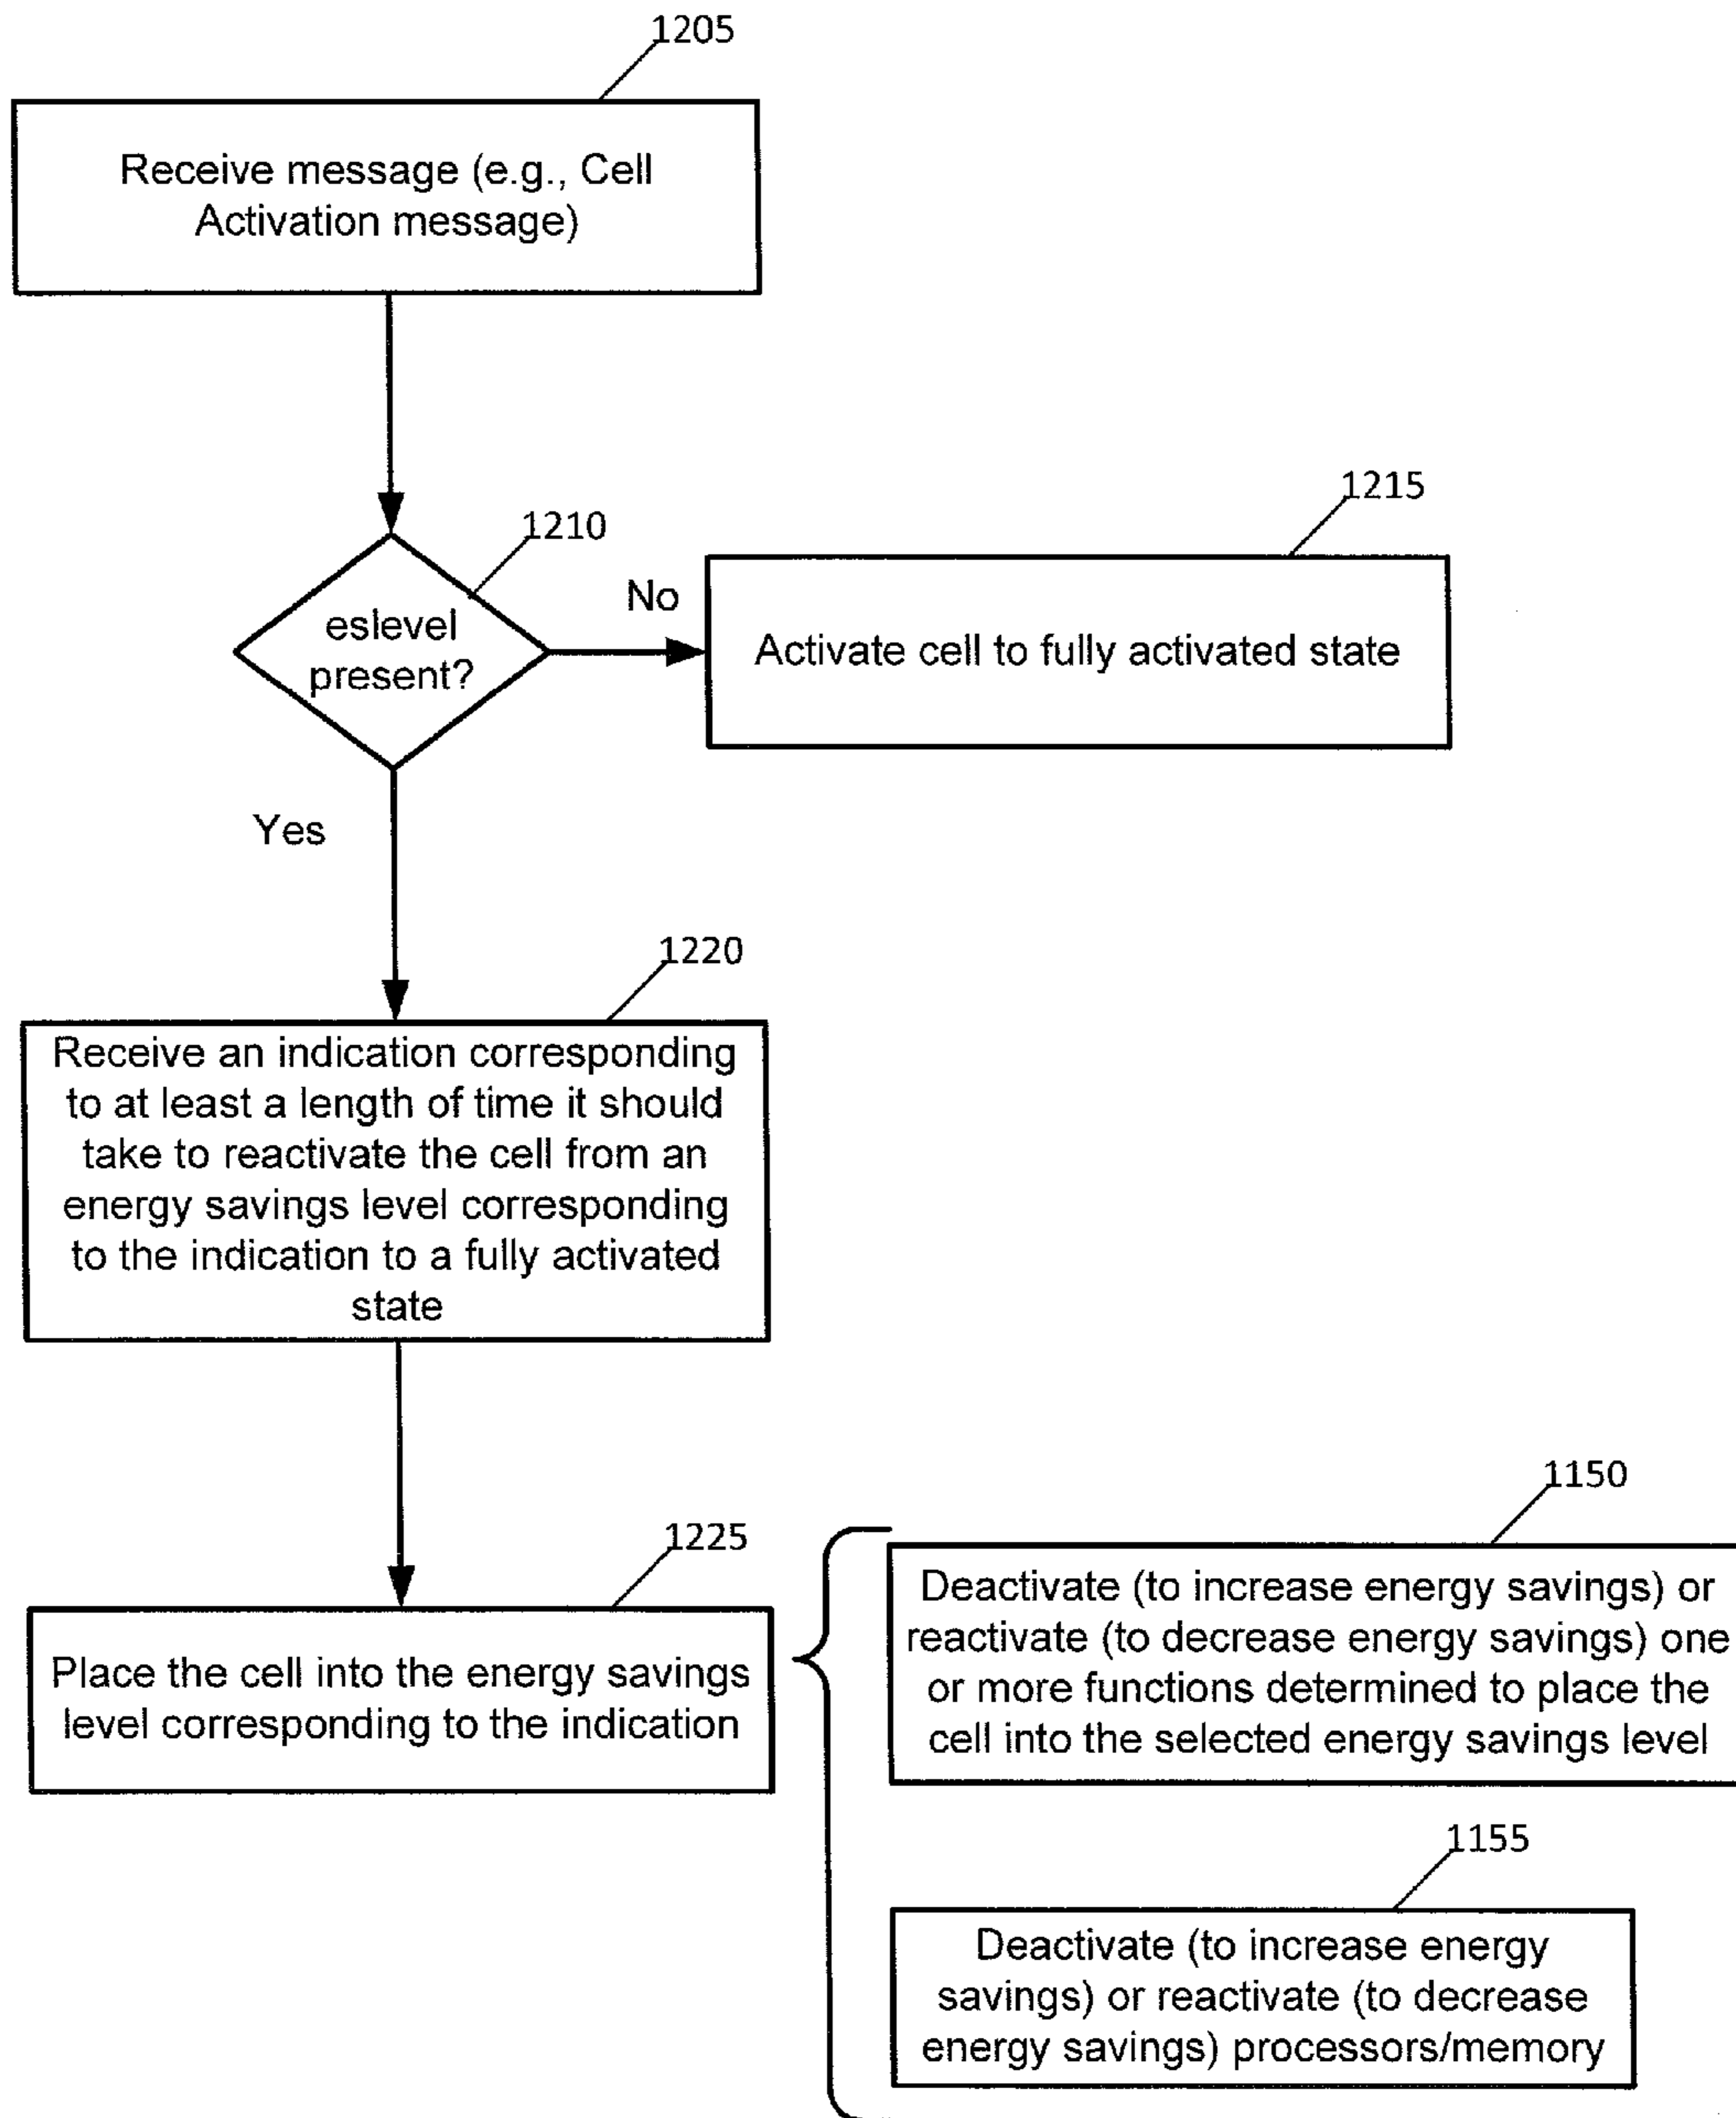 1205
Receive message (e.g., Cell
Activation message)
1210
eslevel
present?
No
1215
Activate cell to fully activated state
Yes
1220
Receive an indication corresponding
to at least a length of time it should
take to reactivate the cell from an
energy savings level corresponding
to the indication to a fully activated
state
1225
Place the cell into the energy savings
level corresponding to the indication
1150
Deactivate (to increase energy savings) or
reactivate (to decrease energy savings) one
or more functions determined to place the
cell into the selected energy savings level
1155
Deactivate (to increase energy
savings) or reactivate (to decrease
energy savings) processors/memory